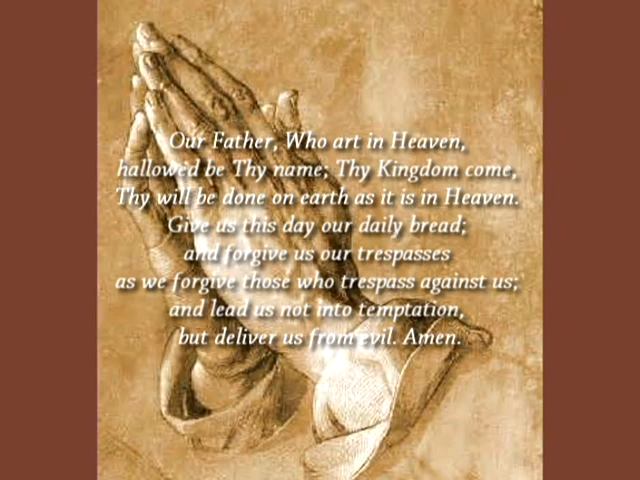 Our Father, Who art in Heaven,
hallowed be Thy name; Thy Kingdom come,
Thy will be done on earth as it is in Heaven.
Give us this day our daily bread;
and forgive us our trespasses
as we forgive those who trespass against us;
and lead us not into temptation,
but deliver us from evil. Amen.